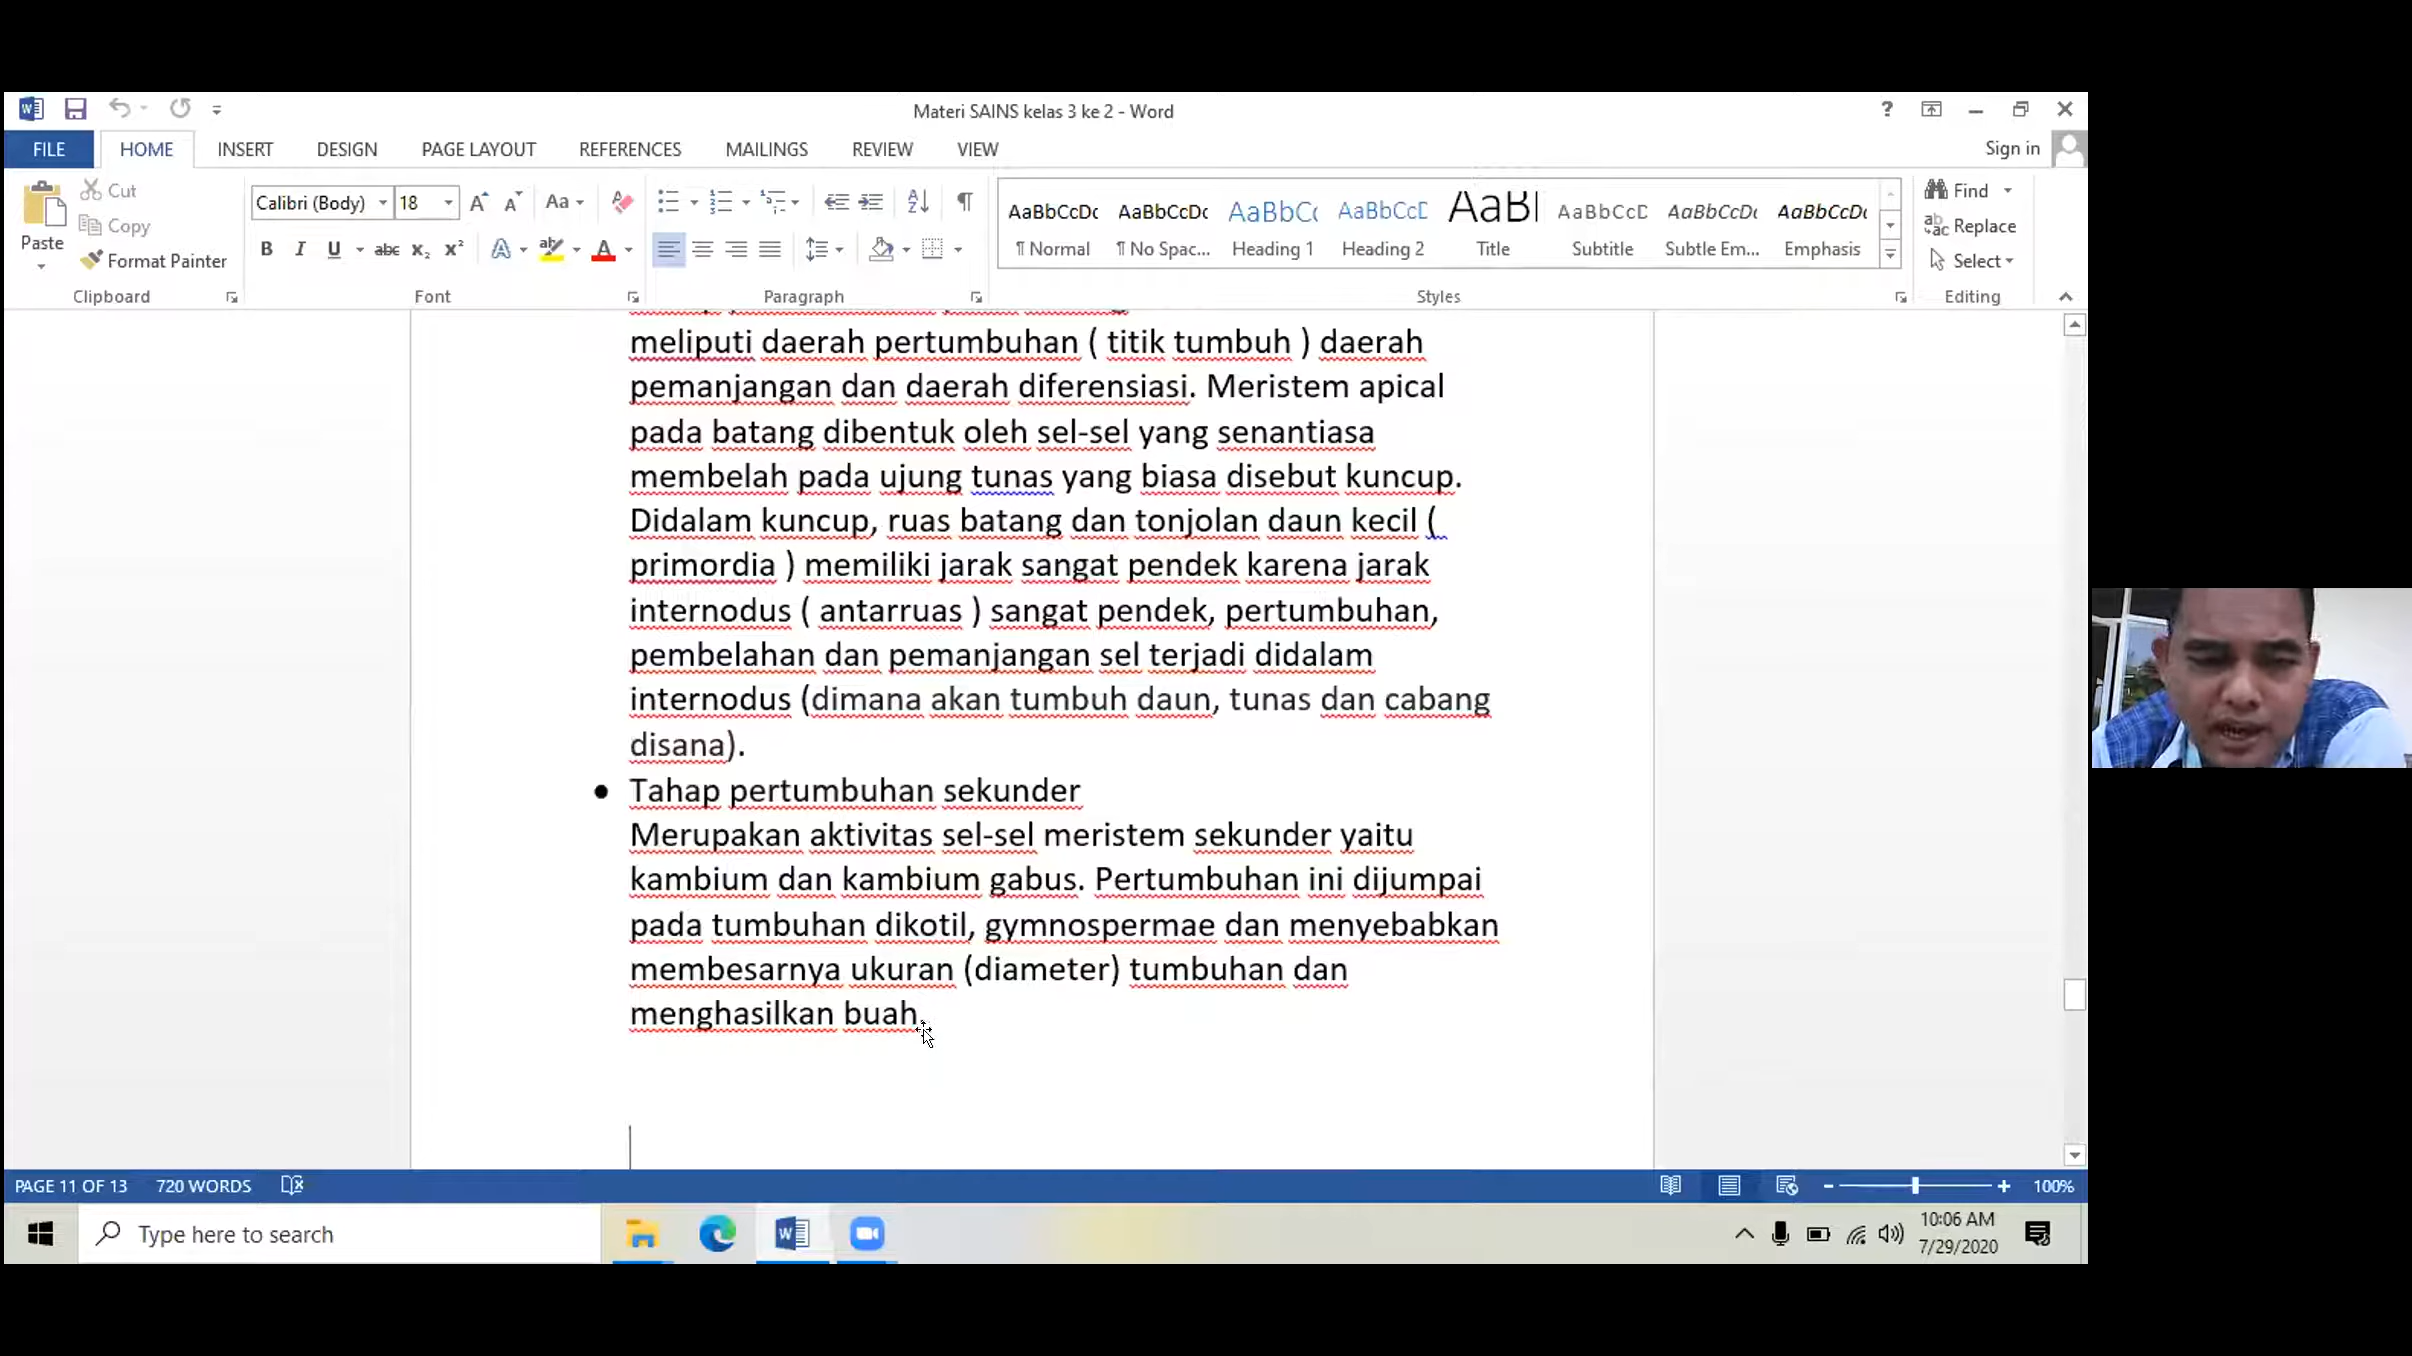 Materi SAINS kelas 3 ke 2 - Word
FILE HOME INSERT DESIGN PAGE LAYOUT REFERENCES MAILINGS REVIEW VIEW Sign in
Paste
Cut
Copy
Format Painter
Clipboard
Calibri (Body) 18
Font
Paragraph
AaBbCcDc AaBbCcDc AaBbCc AaBbCcD AaBl AaBbCcD AaBbCcDc AaBbCcDc
¶ Normal ¶ No Spac... Heading 1 Heading 2 Title Subtitle Subtle Em... Emphasis
Styles
Find
Replace
Select
Editing
meliputi daerah pertumbuhan ( titik tumbuh ) daerah
pemanjangan dan daerah diferensiasi. Meristem apical
pada batang dibentuk oleh sel-sel yang senantiasa
membelah pada ujung tunas yang biasa disebut kuncup.
Didalam kuncup, ruas batang dan tonjolan daun kecil (
primordia ) memiliki jarak sangat pendek karena jarak
internodus ( antarruas ) sangat pendek, pertumbuhan,
pembelahan dan pemanjangan sel terjadi didalam
internodus (dimana akan tumbuh daun, tunas dan cabang
disana).
• Tahap pertumbuhan sekunder
Merupakan aktivitas sel-sel meristem sekunder yaitu
kambium dan kambium gabus. Pertumbuhan ini dijumpai
pada tumbuhan dikotil, gymnospermae dan menyebabkan
membesarnya ukuran (diameter) tumbuhan dan
menghasilkan buah.
PAGE 11 OF 13 720 WORDS 100%
Type here to search
10:06 AM
7/29/2020